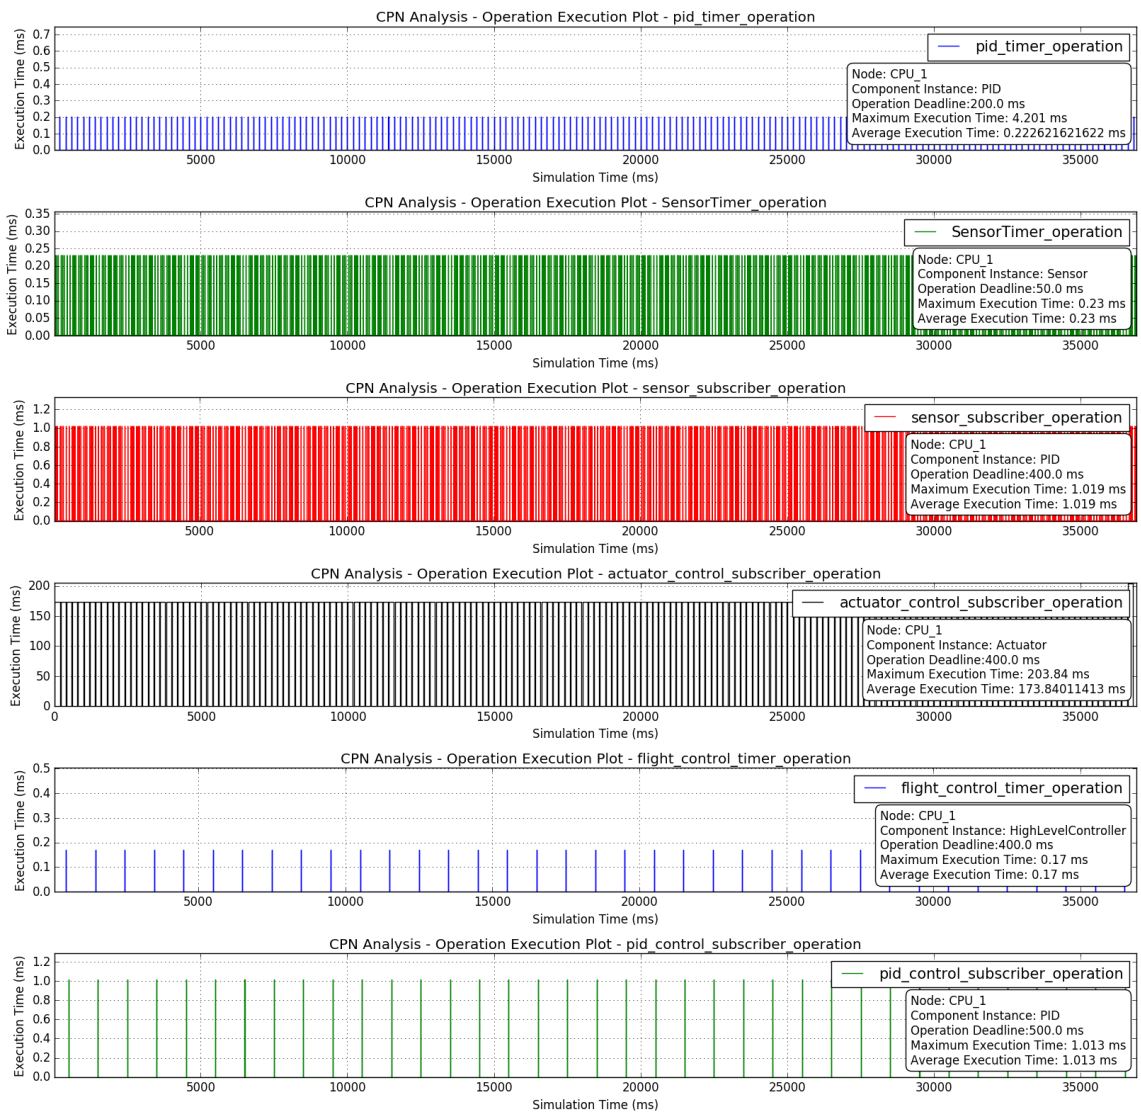 CPN Analysis - Operation Execution Plot - pid_timer_operation
0.7
0.6
0.5
0.4
0.3
0.2
0.1
0.0
Execution Time (ms)
pid_timer_operation
Node: CPU_1
Component Instance: PID
Operation Deadline:200.0 ms
Maximum Execution Time: 4.201 ms
Average Execution Time: 0.222621621622 ms
5000 10000 15000 20000 25000 30000 35000
Simulation Time (ms)
CPN Analysis - Operation Execution Plot - SensorTimer_operation
0.35
0.30
0.25
0.20
0.15
0.10
0.05
0.00
Execution Time (ms)
SensorTimer_operation
Node: CPU_1
Component Instance: Sensor
Operation Deadline:50.0 ms
Maximum Execution Time: 0.23 ms
Average Execution Time: 0.23 ms
5000 10000 15000 20000 25000 30000 35000
Simulation Time (ms)
CPN Analysis - Operation Execution Plot - sensor_subscriber_operation
1.2
1.0
0.8
0.6
0.4
0.2
0.0
Execution Time (ms)
sensor_subscriber_operation
Node: CPU_1
Component Instance: PID
Operation Deadline:400.0 ms
Maximum Execution Time: 1.019 ms
Average Execution Time: 1.019 ms
5000 10000 15000 20000 25000 30000 35000
Simulation Time (ms)
CPN Analysis - Operation Execution Plot - actuator_control_subscriber_operation
200
150
100
50
0
Execution Time (ms)
actuator_control_subscriber_operation
Node: CPU_1
Component Instance: Actuator
Operation Deadline:400.0 ms
Maximum Execution Time: 203.84 ms
Average Execution Time: 173.84011413 ms
0 5000 10000 15000 20000 25000 30000 35000
Simulation Time (ms)
CPN Analysis - Operation Execution Plot - flight_control_timer_operation
0.5
0.4
0.3
0.2
0.1
0.0
Execution Time (ms)
flight_control_timer_operation
Node: CPU_1
Component Instance: HighLevelController
Operation Deadline:400.0 ms
Maximum Execution Time: 0.17 ms
Average Execution Time: 0.17 ms
5000 10000 15000 20000 25000 30000 35000
Simulation Time (ms)
CPN Analysis - Operation Execution Plot - pid_control_subscriber_operation
1.2
1.0
0.8
0.6
0.4
0.2
0.0
Execution Time (ms)
pid_control_subscriber_operation
Node: CPU_1
Component Instance: PID
Operation Deadline:500.0 ms
Maximum Execution Time: 1.013 ms
Average Execution Time: 1.013 ms
5000 10000 15000 20000 25000 30000 35000
Simulation Time (ms)